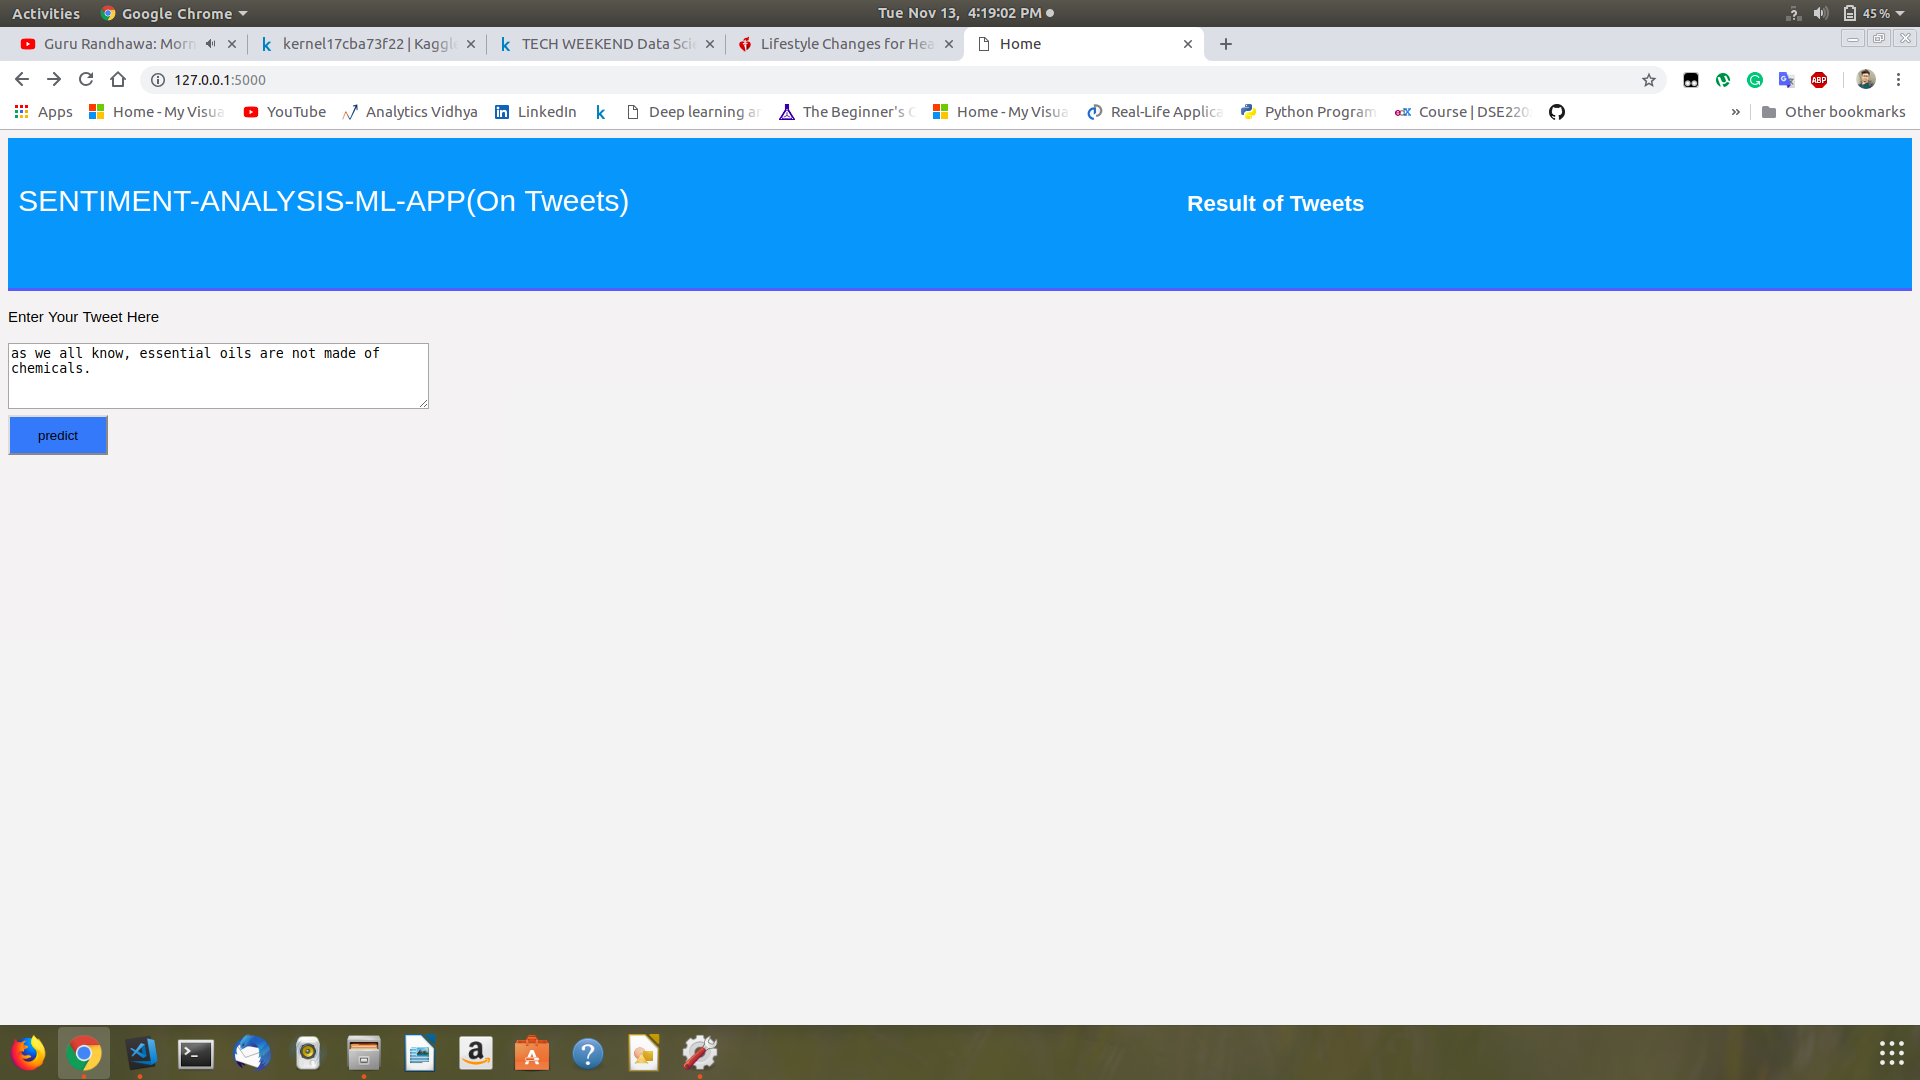 Activities Google Chrome Tue Nov 13, 4:19:02 PM 45 %
Guru Randhawa: Morn kernel17cba73f22 | Kaggle TECH WEEKEND Data Sci Lifestyle Changes for Hea Home
127.0.0.1:5000 ABP
Apps Home - My Visua YouTube Analytics Vidhya LinkedIn Deep learning an The Beginner's G Home - My Visua Real-Life Applica Python Program edX Course | DSE220 » Other bookmarks
SENTIMENT-ANALYSIS-ML-APP(On Tweets) Result of Tweets
Enter Your Tweet Here
as we all know, essential oils are not made of
chemicals.
predict